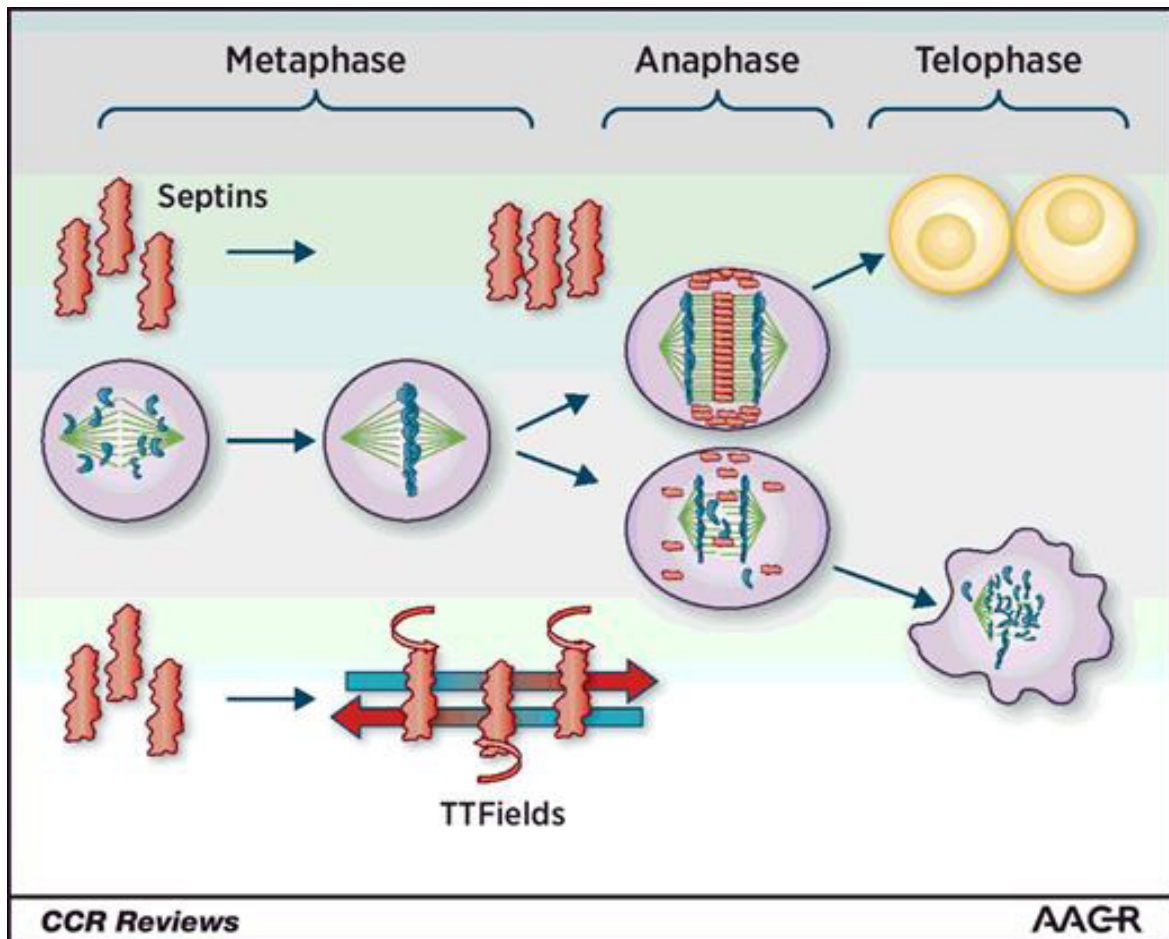 Metaphase
Anaphase
Telophase
Septins
TTFields
CCR Reviews
AACR